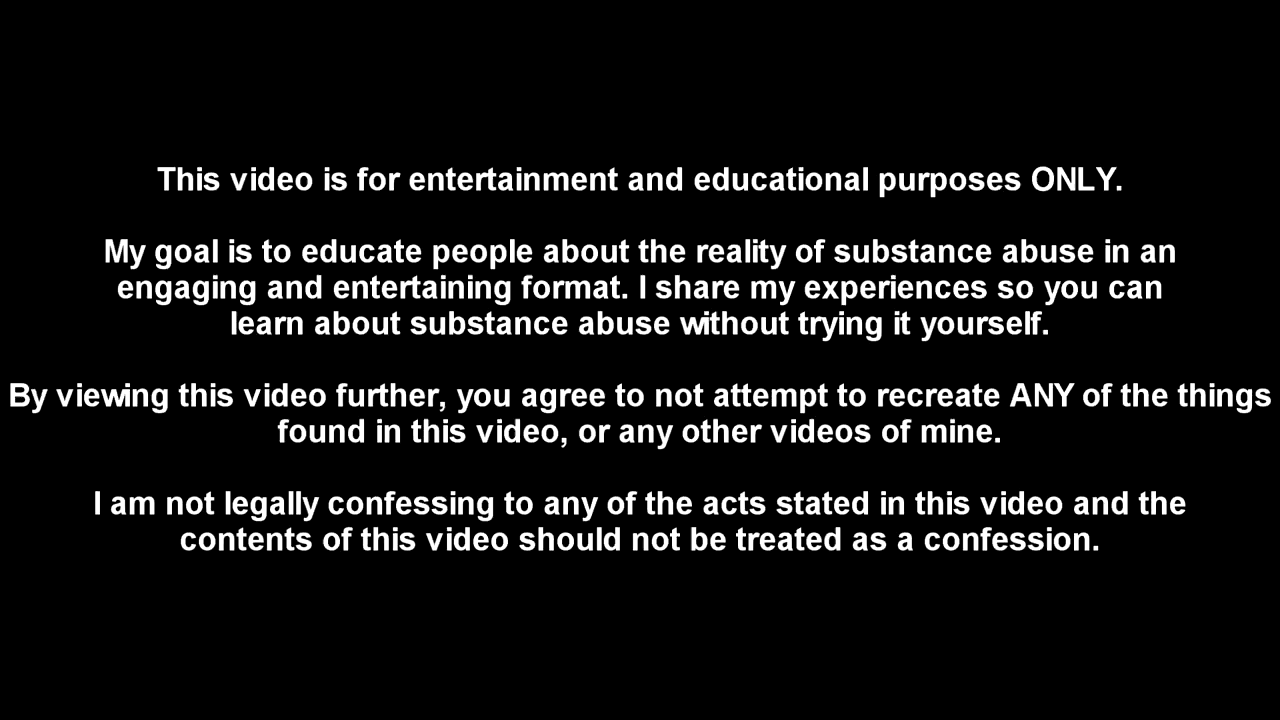 This video is for entertainment and educational purposes ONLY.
My goal is to educate people about the reality of substance abuse in an
engaging and entertaining format. I share my experiences so you can
learn about substance abuse without trying it yourself.
By viewing this video further, you agree to not attempt to recreate ANY of the things
found in this video, or any other videos of mine.
I am not legally confessing to any of the acts stated in this video and the
contents of this video should not be treated as a confession.